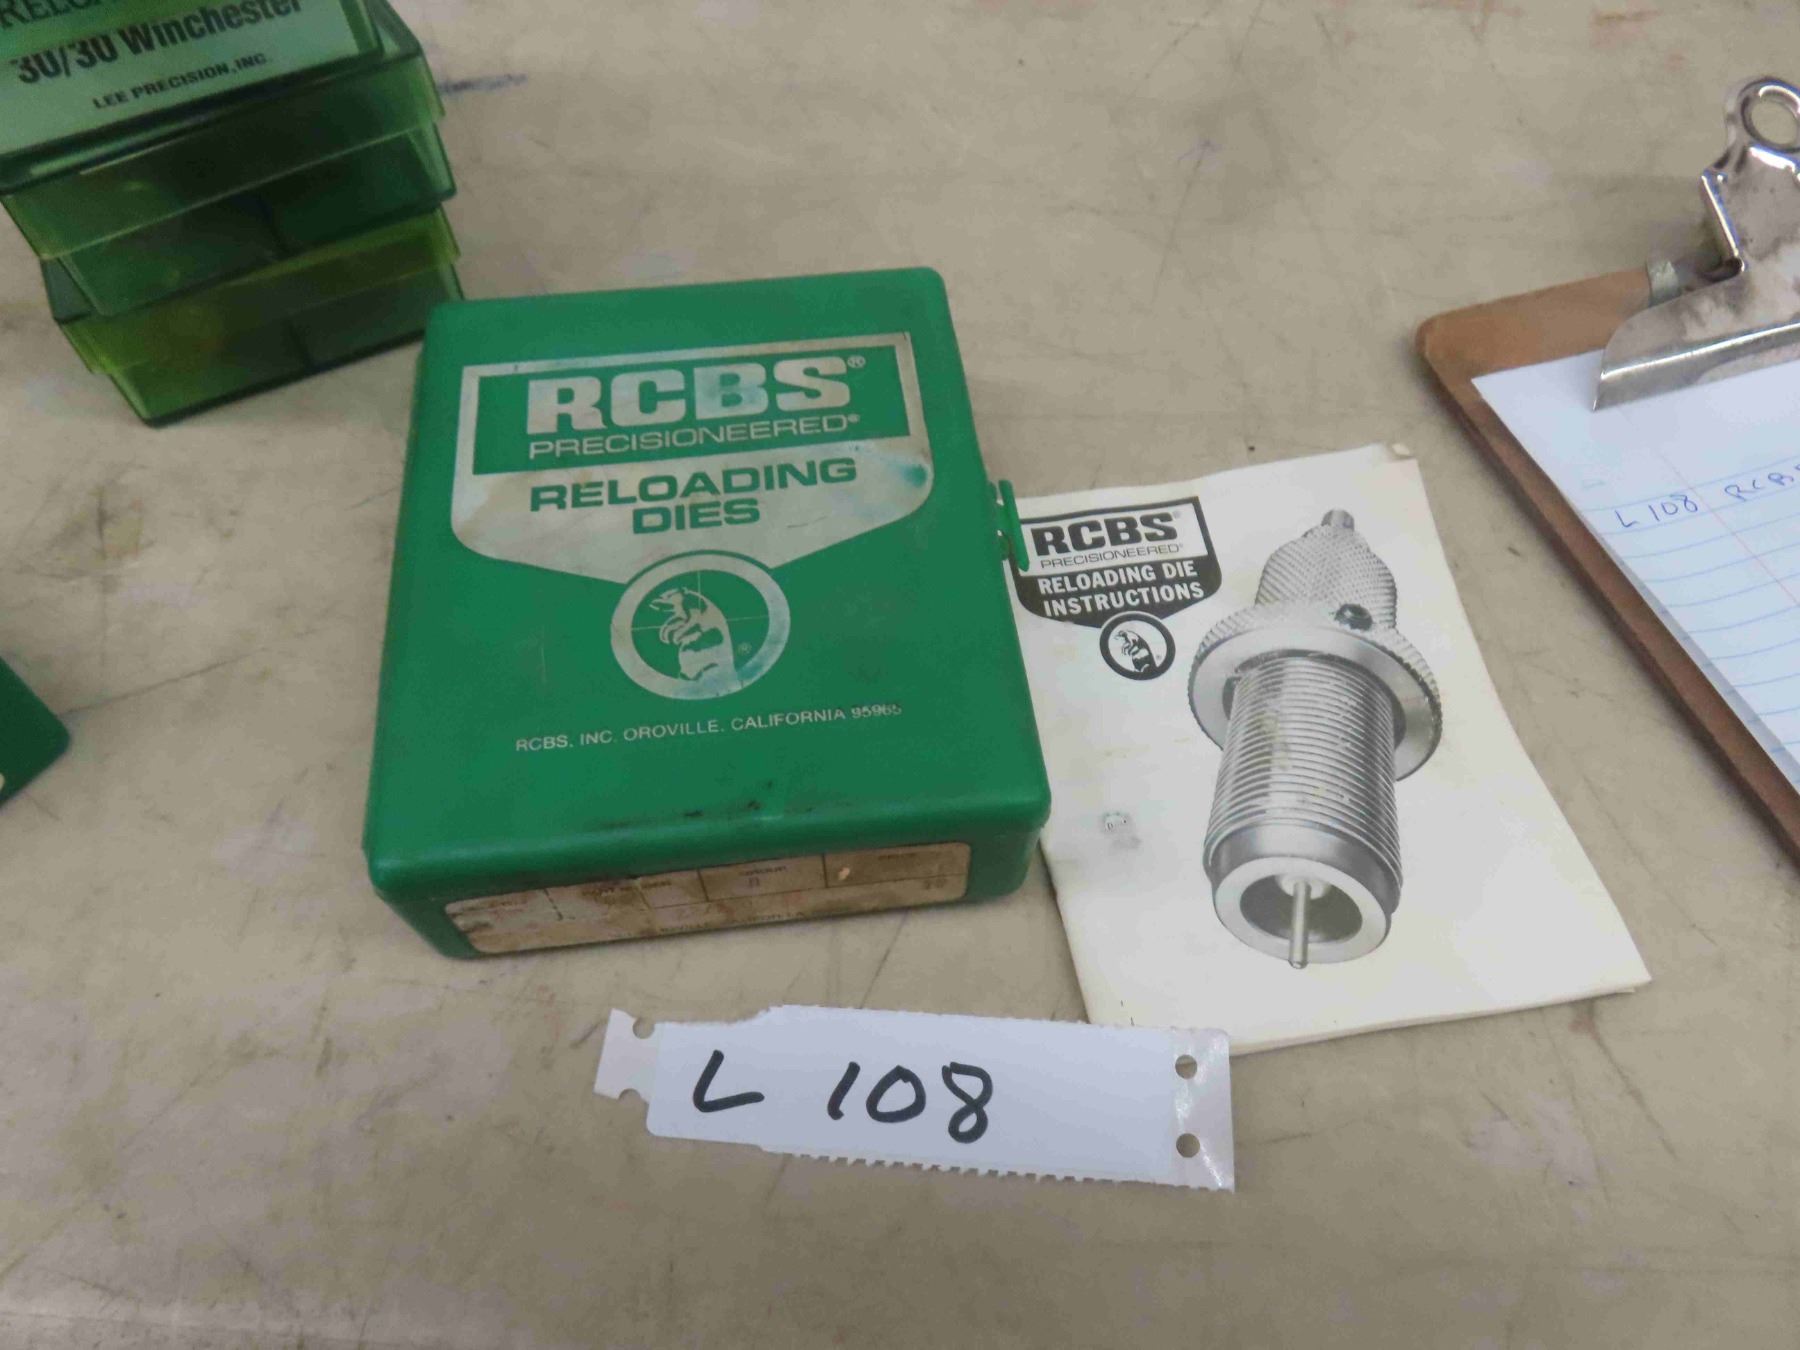 30/30 Winchester
LEE PRECISION, INC.
RCBS®
PRECISIONEERED®
RELOADING
DIES
®
RCBS, INC. OROVILLE, CALIFORNIA 95965
RCBS®
PRECISIONEERED®
RELOADING DIE
INSTRUCTIONS
®
L 108 RCBS
L 108